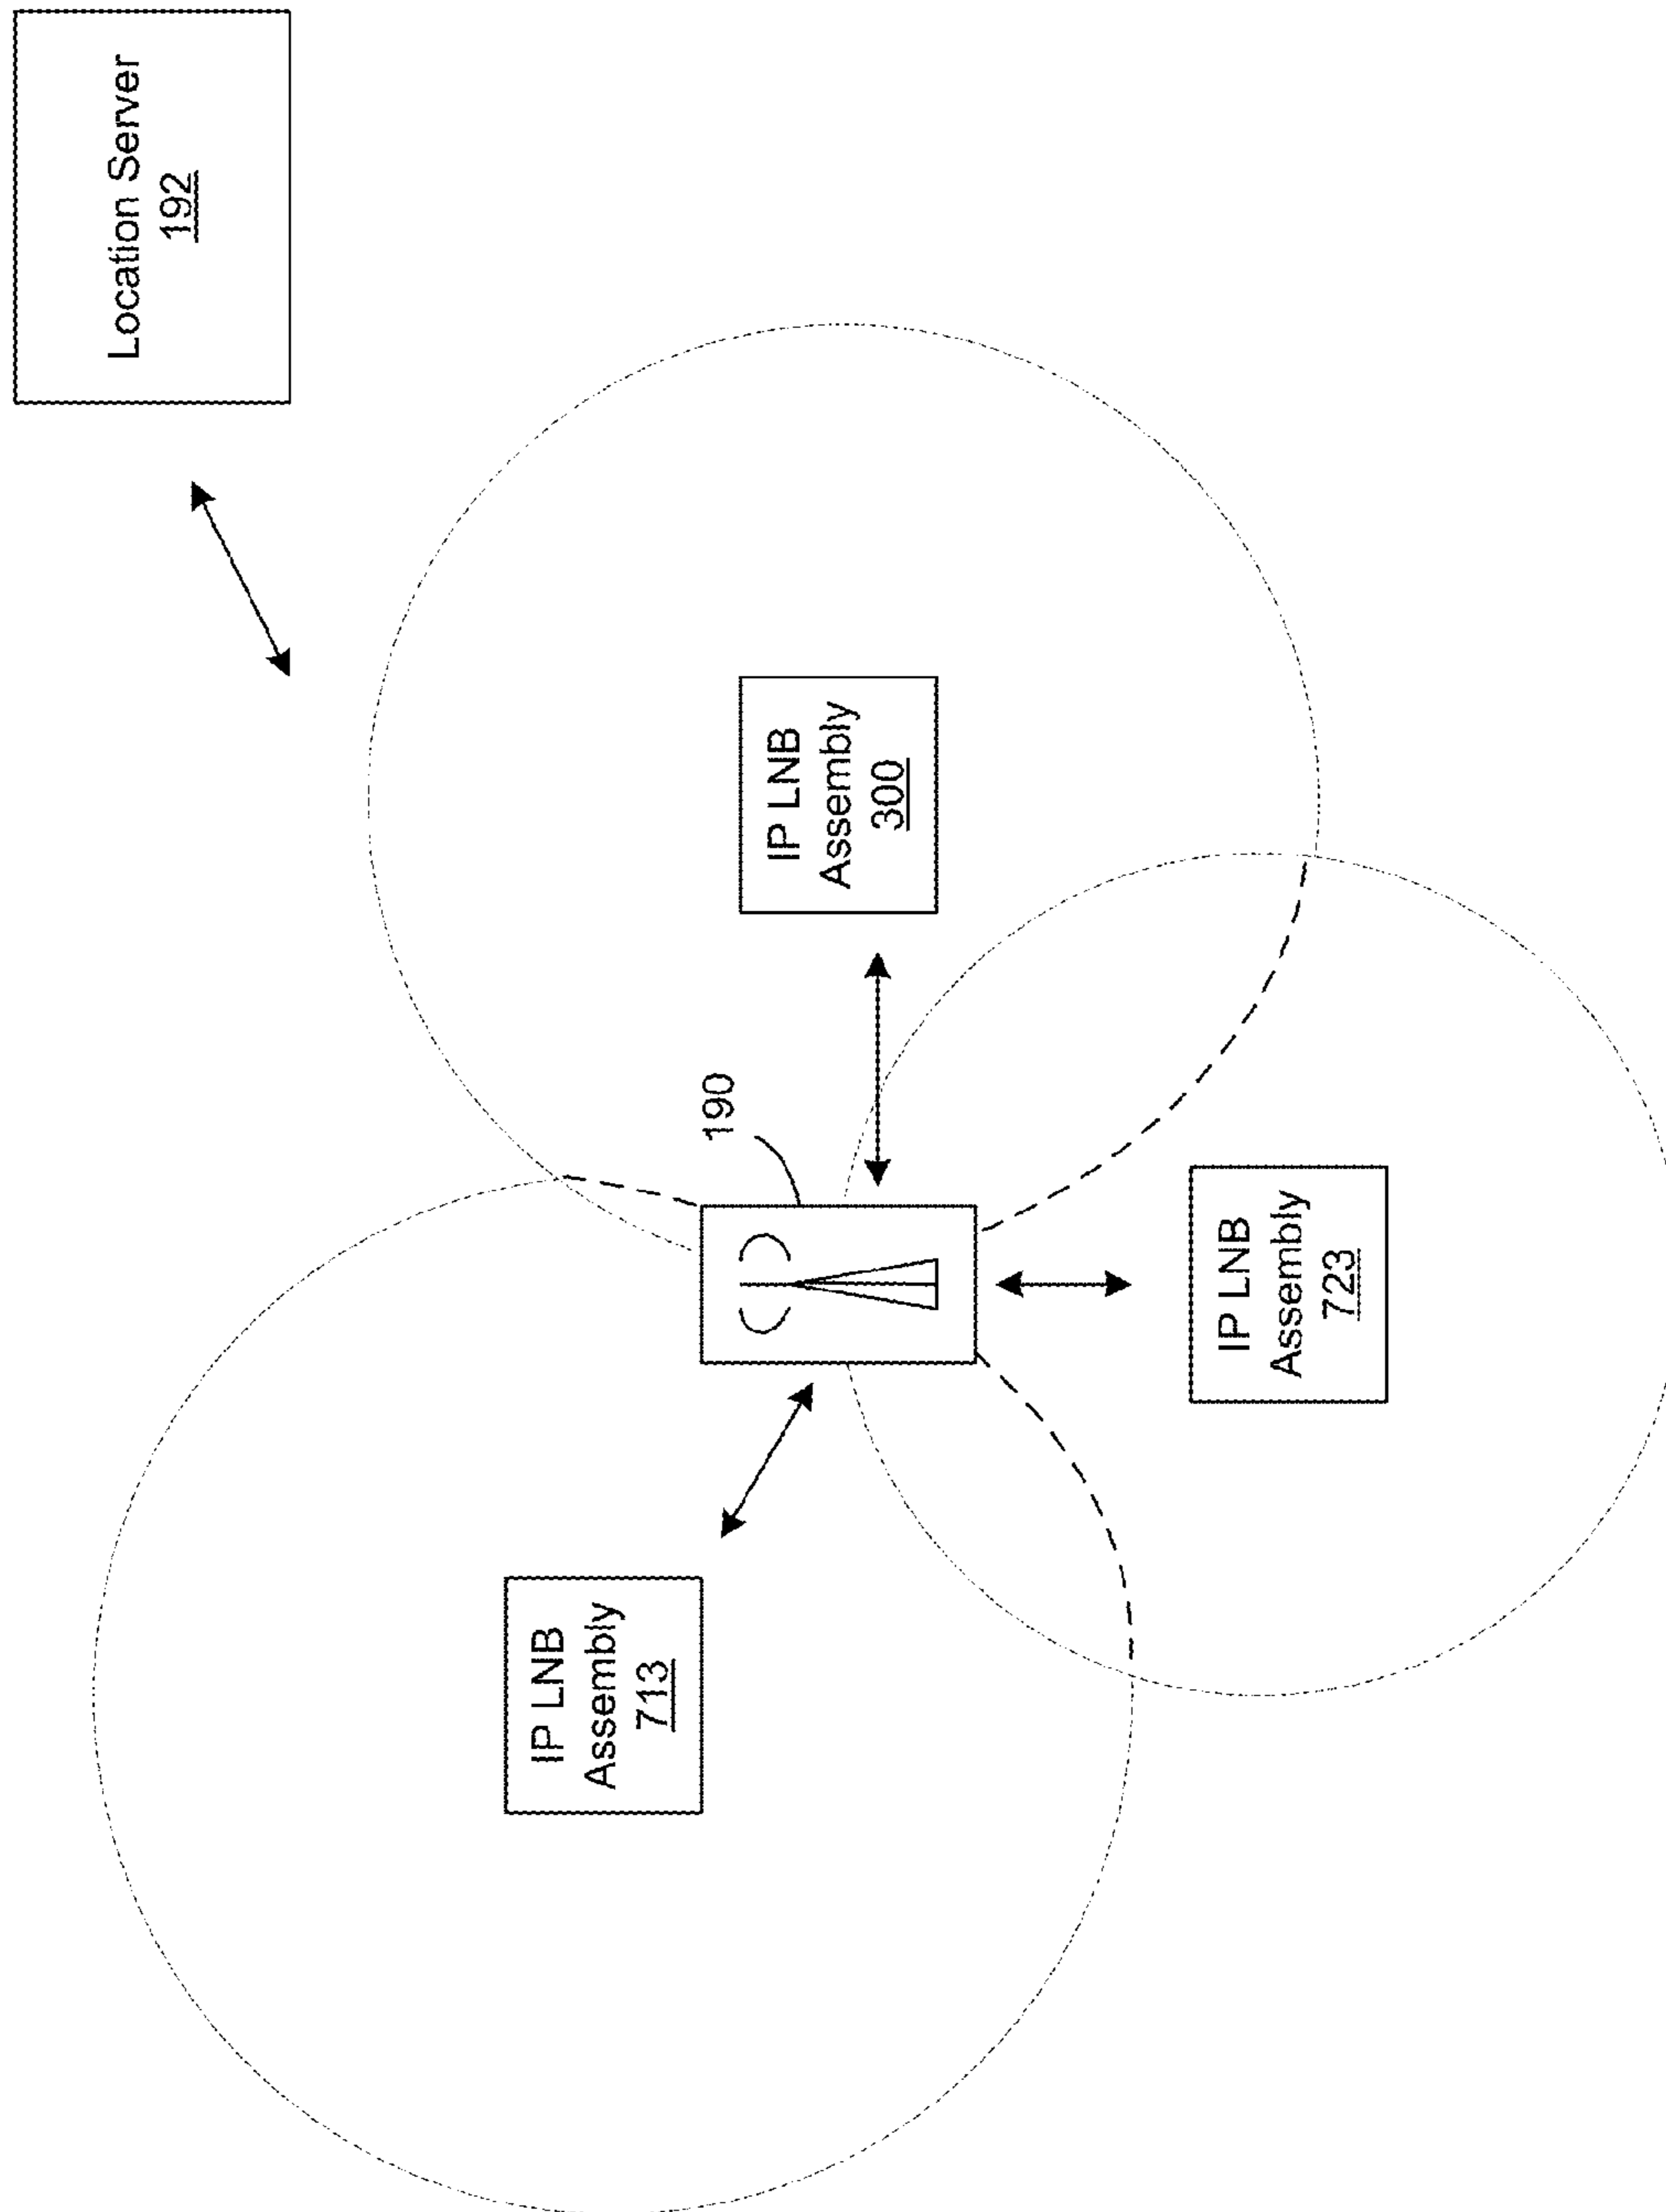 Location Server
192
IP LNB
Assembly
300
190
IP LNB
Assembly
713
IP LNB
Assembly
723